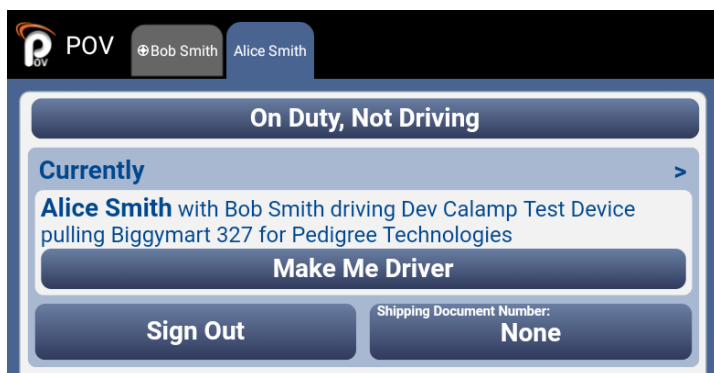 POV
POV
Bob Smith
Alice Smith
On Duty, Not Driving
Currently
>
Alice Smith with Bob Smith driving Dev Calamp Test Device
pulling Biggymart 327 for Pedigree Technologies
Make Me Driver
Sign Out
Shipping Document Number:
None